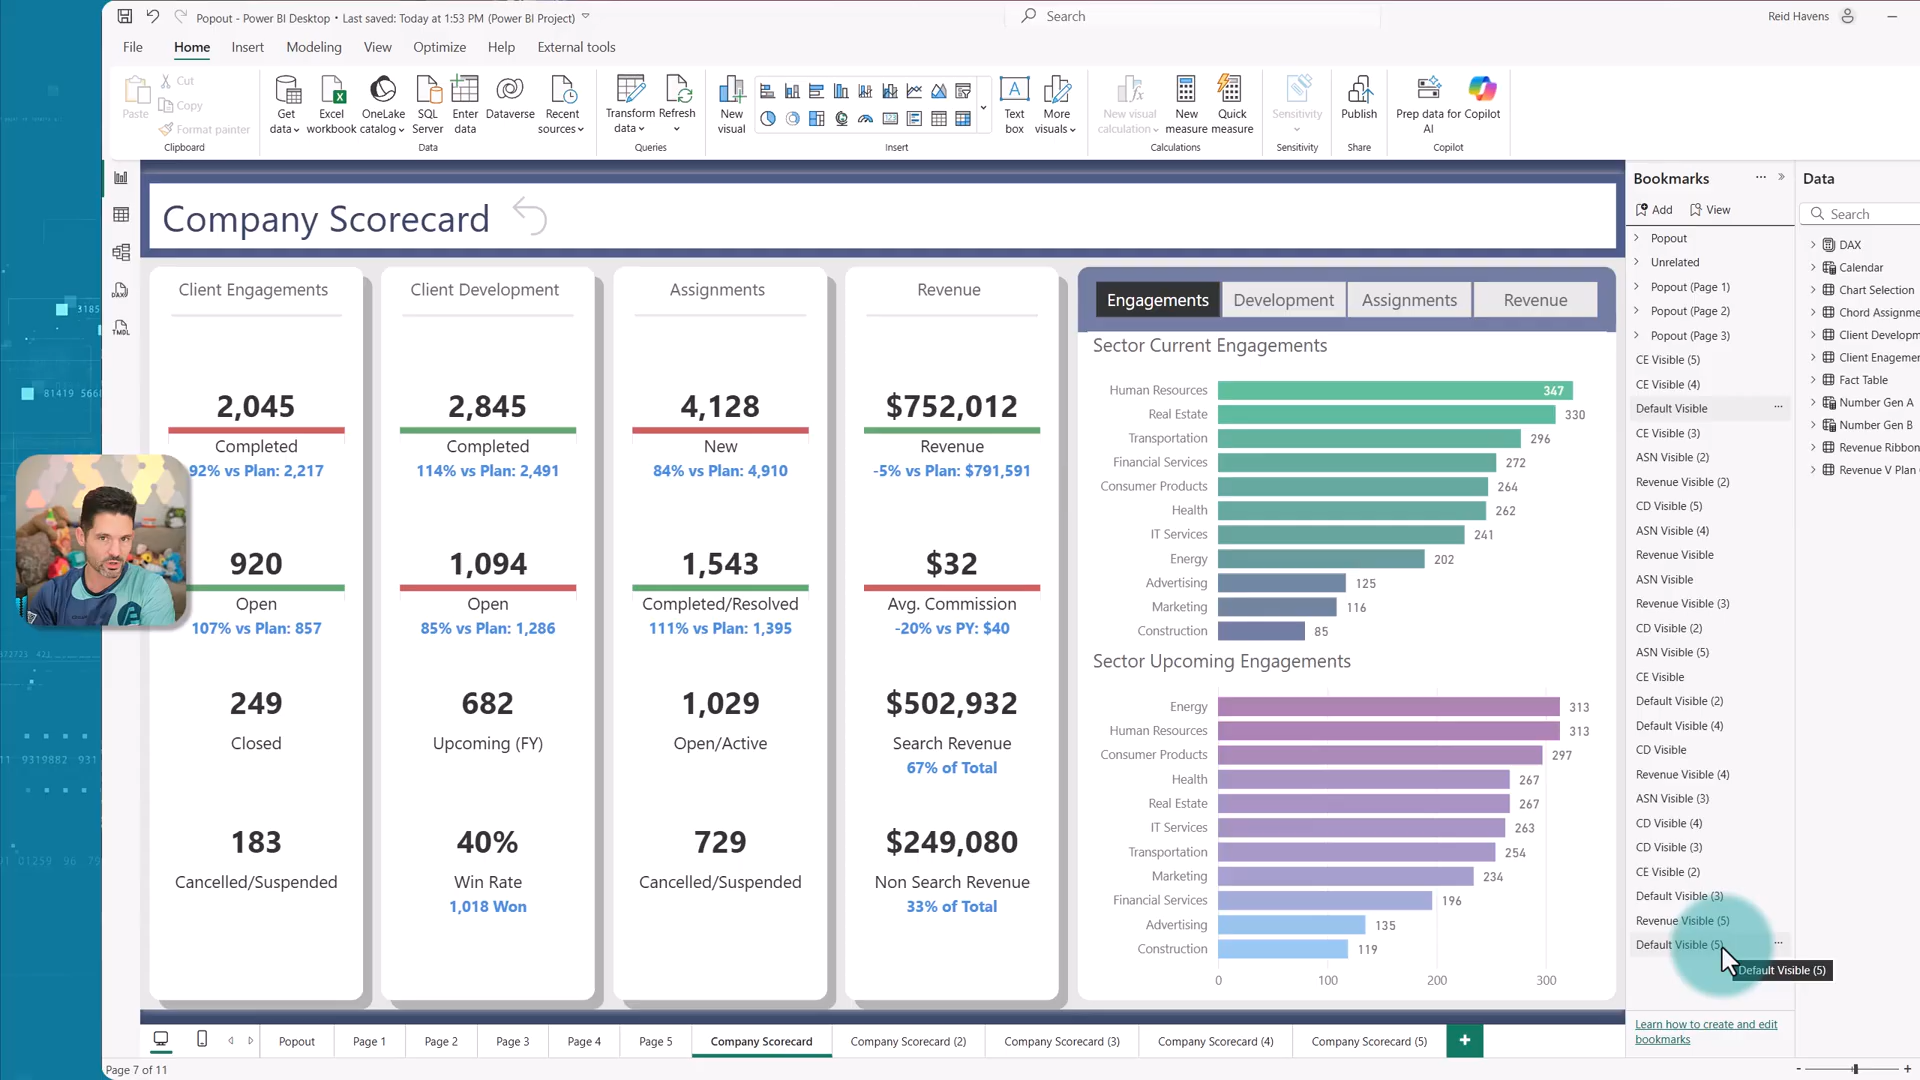 Popout - Power BI Desktop • Last saved: Today at 1:53 PM (Power BI Project)
Search
Reid Havens
File
Home
Insert
Modeling
View
Optimize
Help
External tools
Paste
Cut
Copy
Format painter
Clipboard
Get data
Excel workbook
OneLake catalog
SQL Server
Enter data
Dataverse
Recent sources
Data
Transform data
Refresh
Queries
New visual
Text box
More visuals
Insert
New visual calculation
New measure
Quick measure
Calculations
Sensitivity
Sensitivity
Publish
Share
Prep data for AI
Copilot
Copilot
DAX
TMDL
Company Scorecard
Client Engagements
2,045
Completed
92% vs Plan: 2,217
920
Open
107% vs Plan: 857
249
Closed
183
Cancelled/Suspended
Client Development
2,845
Completed
114% vs Plan: 2,491
1,094
Open
85% vs Plan: 1,286
682
Upcoming (FY)
40%
Win Rate
1,018 Won
Assignments
4,128
New
84% vs Plan: 4,910
1,543
Completed/Resolved
111% vs Plan: 1,395
1,029
Open/Active
729
Cancelled/Suspended
Revenue
$752,012
Revenue
-5% vs Plan: $791,591
$32
Avg. Commission
-20% vs PY: $40
$502,932
Search Revenue
67% of Total
$249,080
Non Search Revenue
33% of Total
Engagements
Development
Assignments
Revenue
Sector Current Engagements
Human Resources 347
Real Estate 330
Transportation 296
Financial Services 272
Consumer Products 264
Health 262
IT Services 241
Energy 202
Advertising 125
Marketing 116
Construction 85
Sector Upcoming Engagements
Energy 313
Human Resources 313
Consumer Products 297
Health 267
Real Estate 267
IT Services 263
Transportation 254
Marketing 234
Financial Services 196
Advertising 135
Construction 119
0 100 200 300
Bookmarks
Add
View
Popout
Unrelated
Popout (Page 1)
Popout (Page 2)
Popout (Page 3)
CE Visible (5)
CE Visible (4)
Default Visible
CE Visible (3)
ASN Visible (2)
Revenue Visible (2)
CD Visible (5)
ASN Visible (4)
Revenue Visible
ASN Visible
Revenue Visible (3)
CD Visible (2)
ASN Visible (5)
CE Visible
Default Visible (2)
Default Visible (4)
CD Visible
Revenue Visible (4)
ASN Visible (3)
CD Visible (4)
CD Visible (3)
CE Visible (2)
Default Visible (3)
Revenue Visible (5)
Default Visible (5)
Default Visible (5)
Learn how to create and edit
bookmarks
Data
Search
DAX
Calendar
Chart Selection
Chord Assignme
Client Developm
Client Enagemer
Fact Table
Number Gen A
Number Gen B
Revenue Ribbon
Revenue V Plan
Popout
Page 1
Page 2
Page 3
Page 4
Page 5
Company Scorecard
Company Scorecard (2)
Company Scorecard (3)
Company Scorecard (4)
Company Scorecard (5)
+
Page 7 of 11
- +
3185
81419